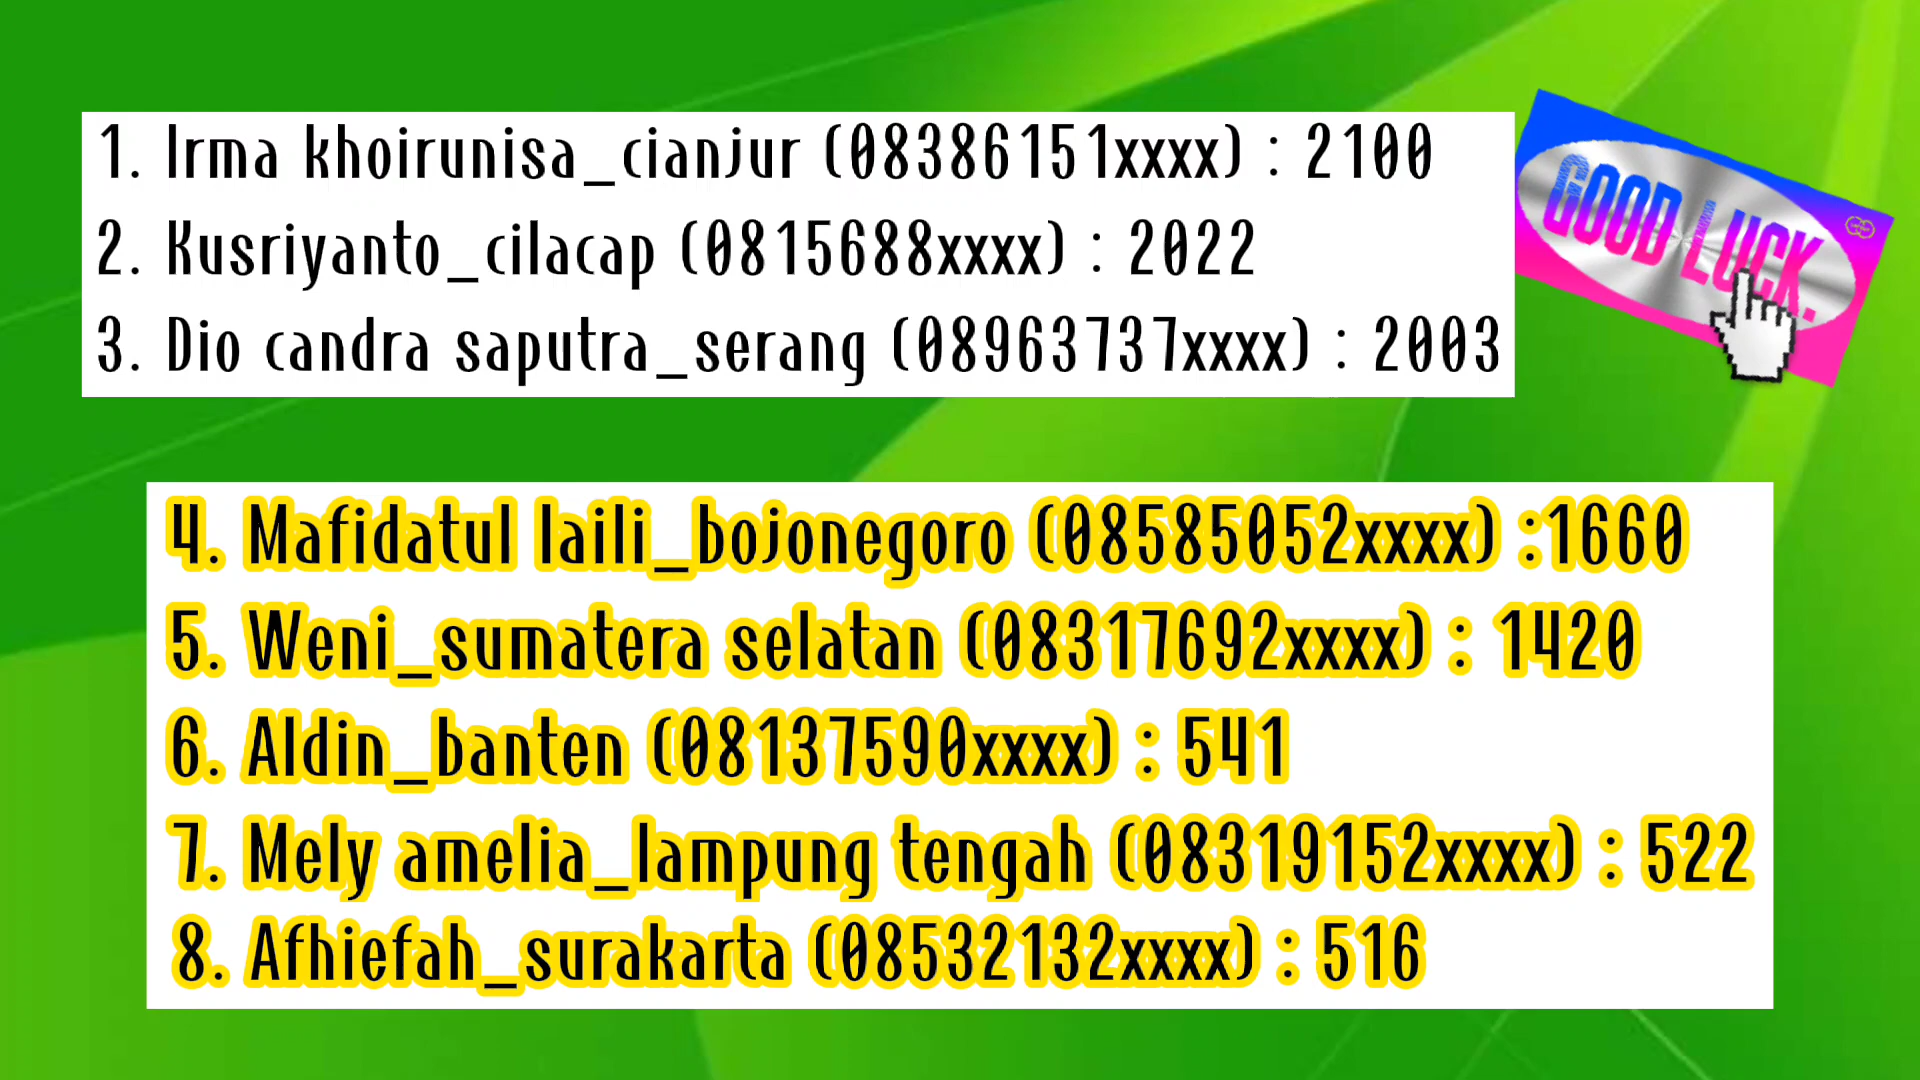 1. Irma khoirunisa_cianjur (08386151xxxx) : 2100
2. Kusriyanto_cilacap (0815688xxxx) : 2022
3. Dio candra saputra_serang (08963737xxxx) : 2003
GOOD LUCK.
4. Mafidatul laili_bojonegoro (08585052xxxx) :1660
5. Weni_sumatera selatan (08317692xxxx) : 1420
6. Aldin_banten (08137590xxxx) : 541
7. Mely amelia_lampung tengah (08319152xxxx) : 522
8. Afhiefah_surakarta (08532132xxxx) : 516